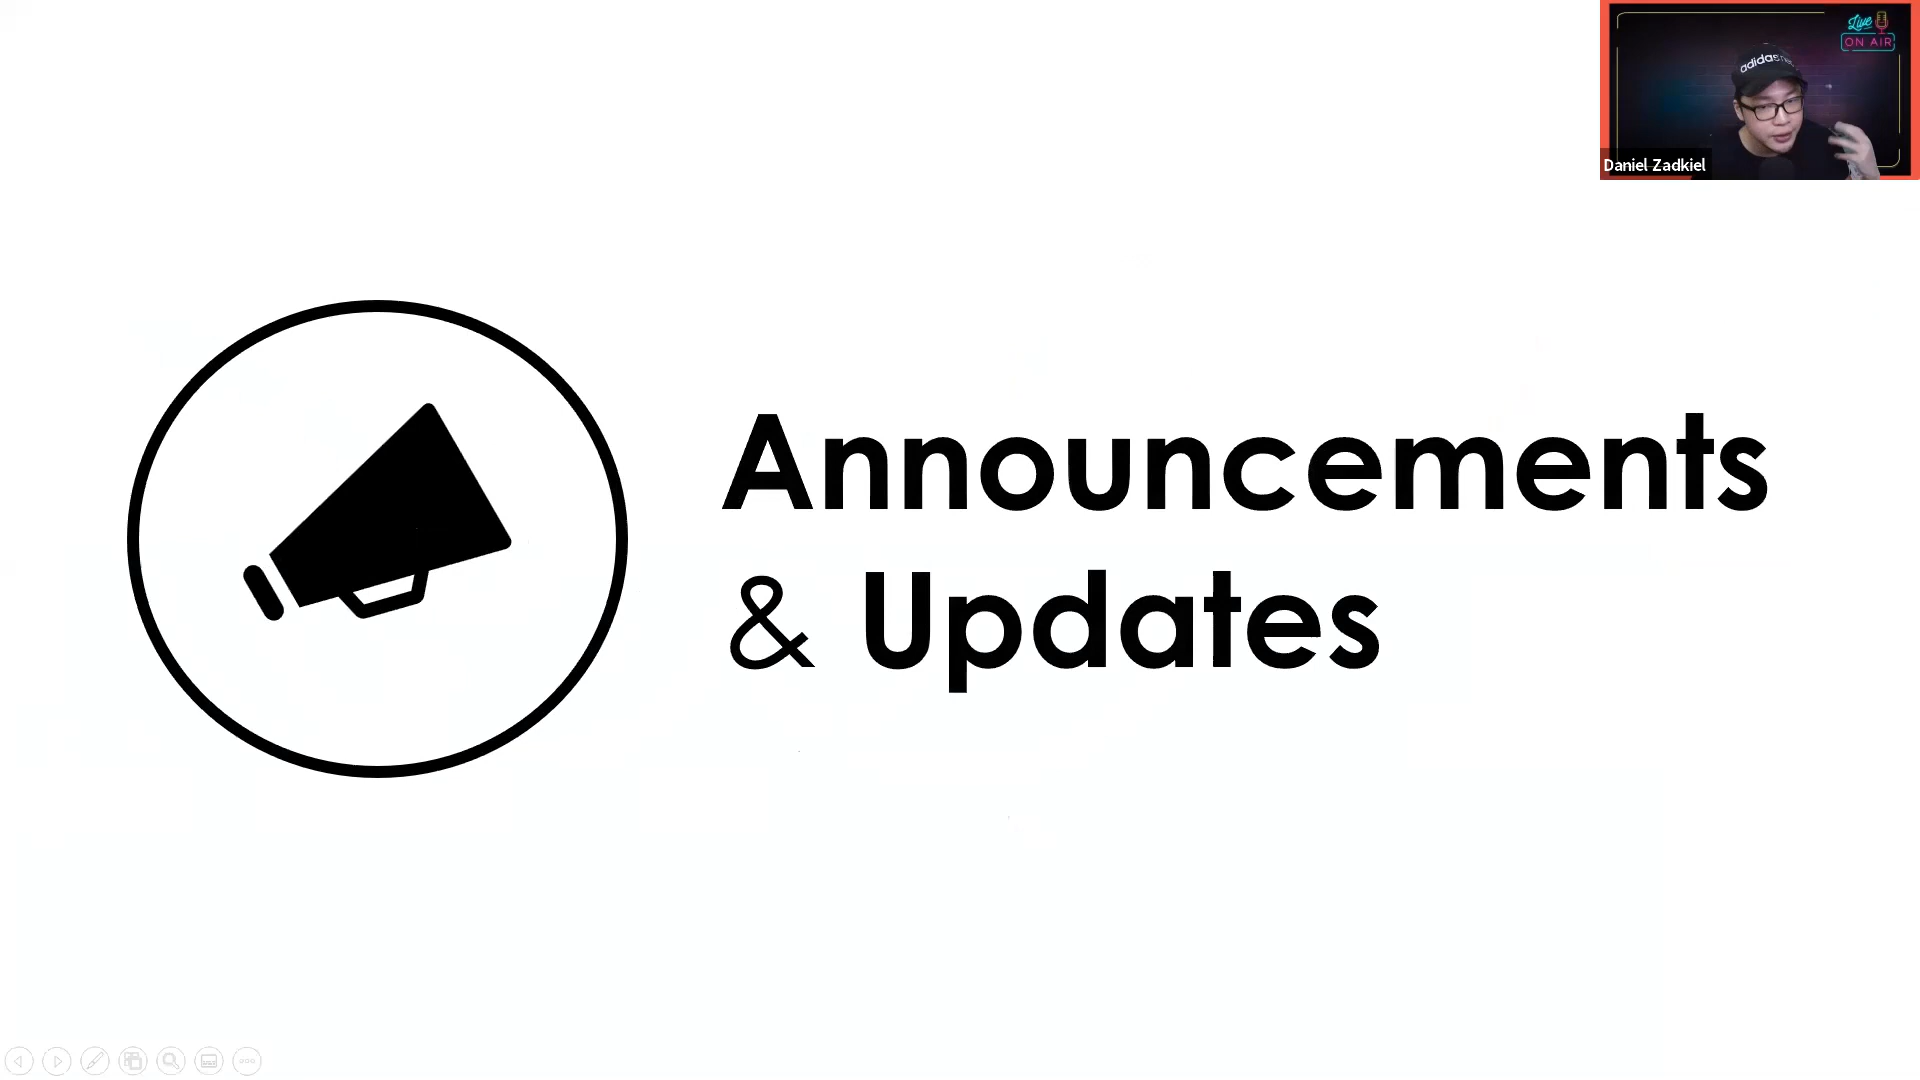 Live
ON AIR
adidas
Daniel Zadkiel
Announcements
& Updates